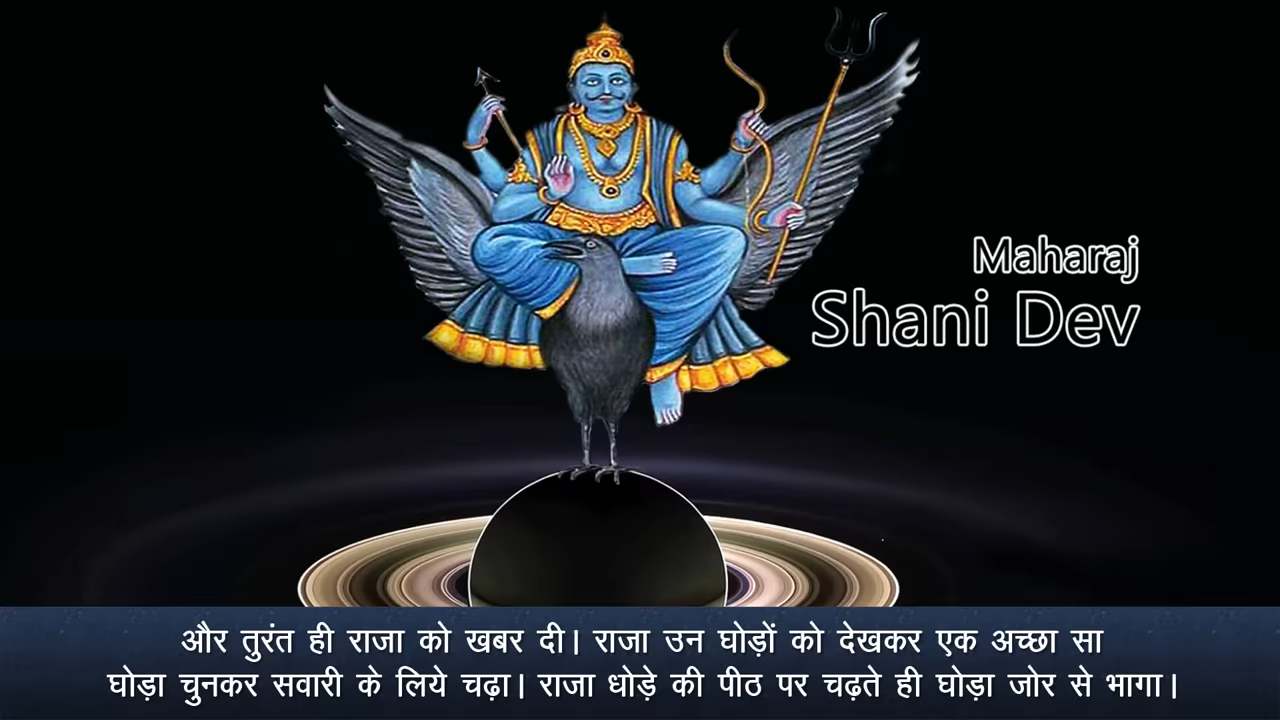 Maharaj
Shani Dev
और तुरंत ही राजा को खबर दी। राजा उन घोड़ों को देखकर एक अच्छा सा
घोड़ा चुनकर सवारी के लिये चढ़ा। राजा धोड़े की पीठ पर चढ़ते ही घोड़ा जोर से भागा।